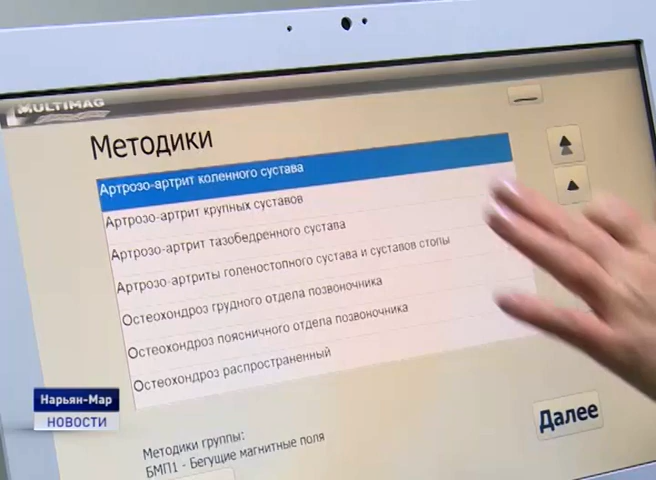 MULTIMAG
Методики
Артрозо-артрит коленного сустава
Артрозо-артрит крупных суставов
Артрозо-артрит тазобедренного сустава
Артрозо-артриты голеностопного сустава и суставов стопы
Остеохондроз грудного отдела позвоночника
Остеохондроз поясничного отдела позвоночника
Остеохондроз распространенный
Методики группы:
БМП1 - Бегущие магнитные поля
Далее
Нарьян-Мар
НОВОСТИ